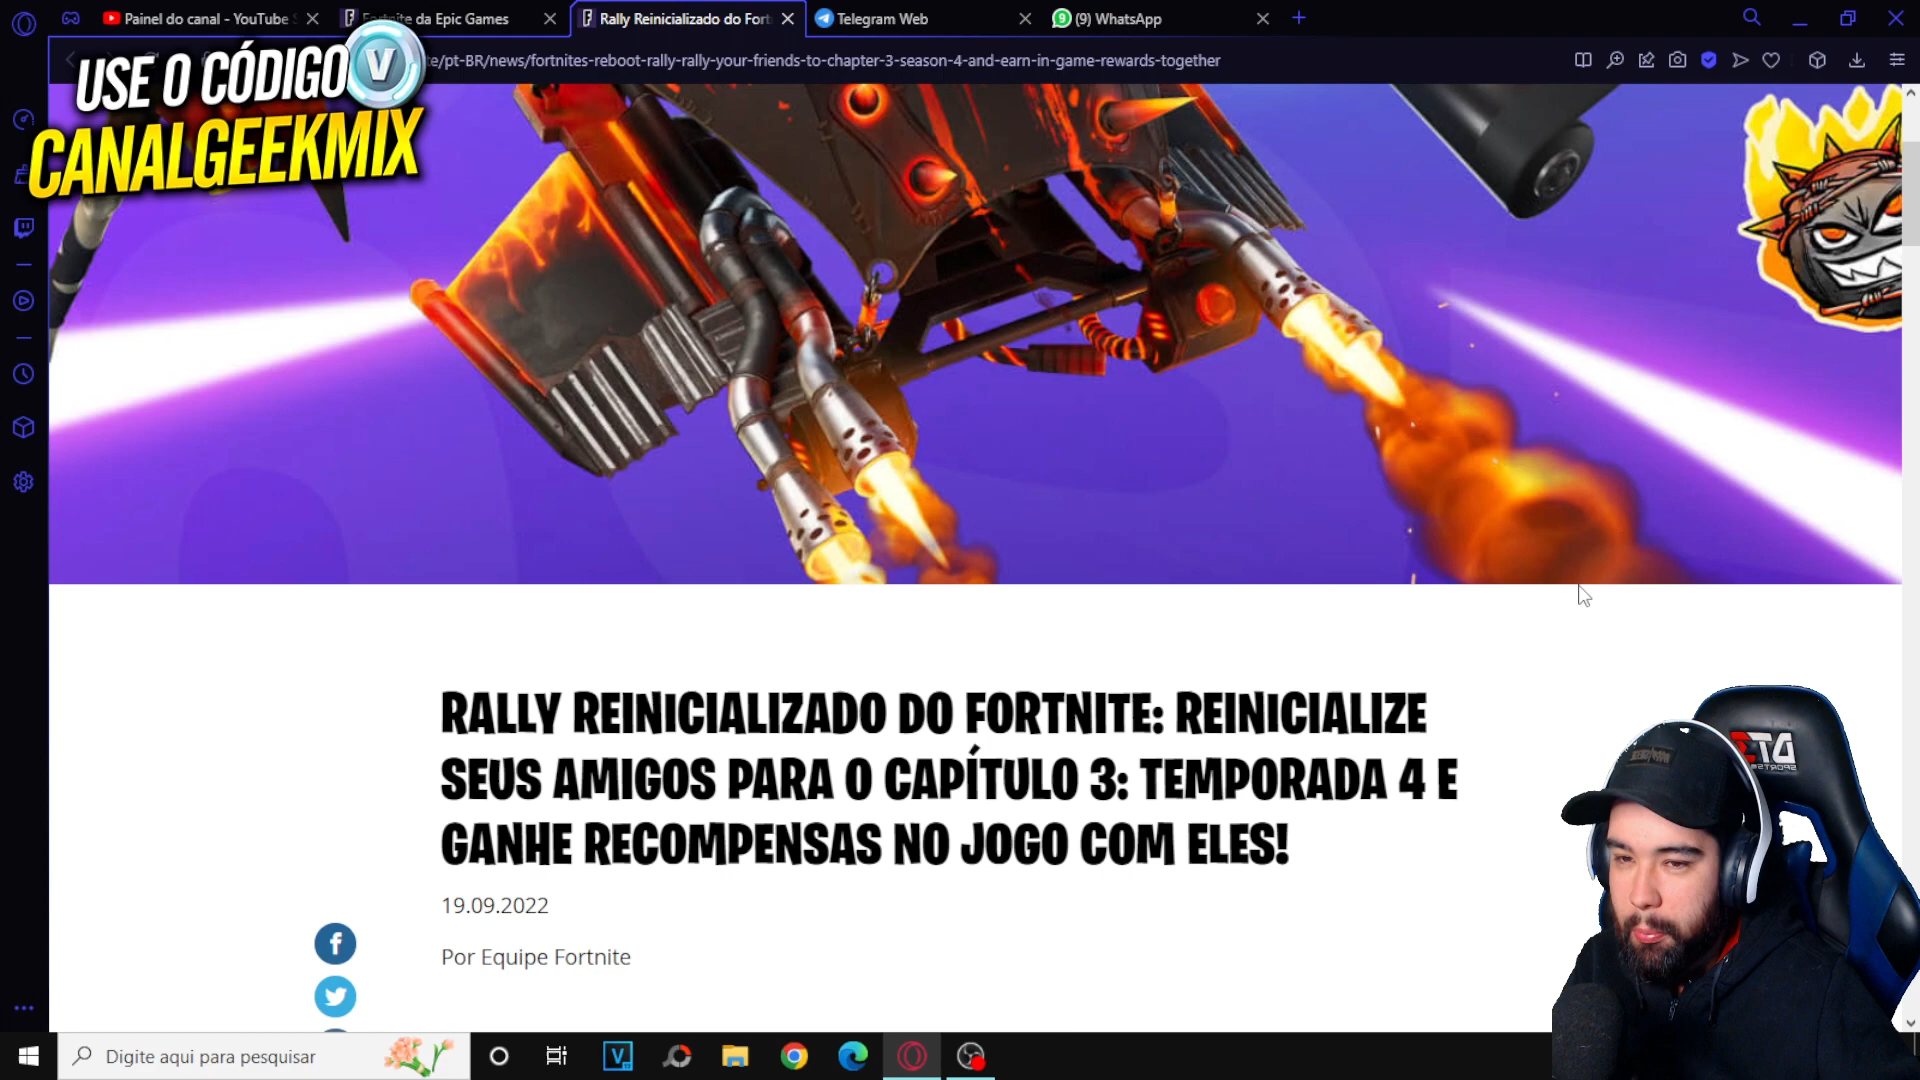 Painel do canal - YouTube S
Fortnite da Epic Games
Rally Reinicializado do Fort
Telegram Web
(9) WhatsApp
te/pt-BR/news/fortnites-reboot-rally-rally-your-friends-to-chapter-3-season-4-and-earn-in-game-rewards-together
USE O CÓDIGO V
CANALGEEKMIX
RALLY REINICIALIZADO DO FORTNITE: REINICIALIZE
SEUS AMIGOS PARA O CAPÍTULO 3: TEMPORADA 4 E
GANHE RECOMPENSAS NO JOGO COM ELES!
19.09.2022
Por Equipe Fortnite
Digite aqui para pesquisar